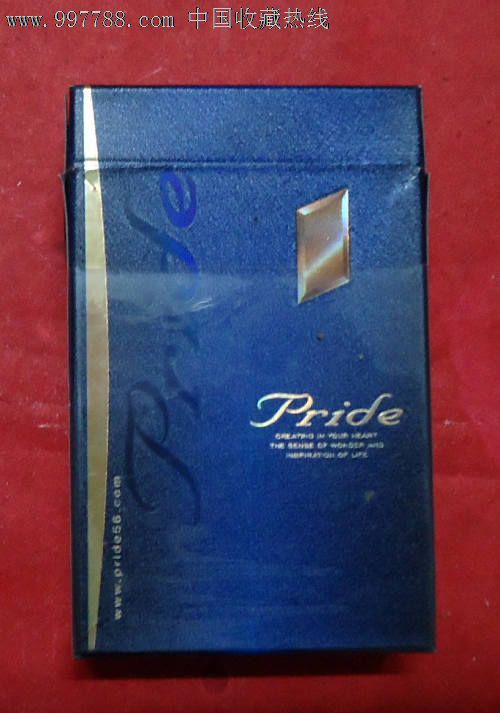 www.997788.com 中国收藏热线
Pride
Pride
CREATING IN YOUR HEART
THE SENSE OF WONDER AND
INSPIRATION OF LIFE
www.pride56.com